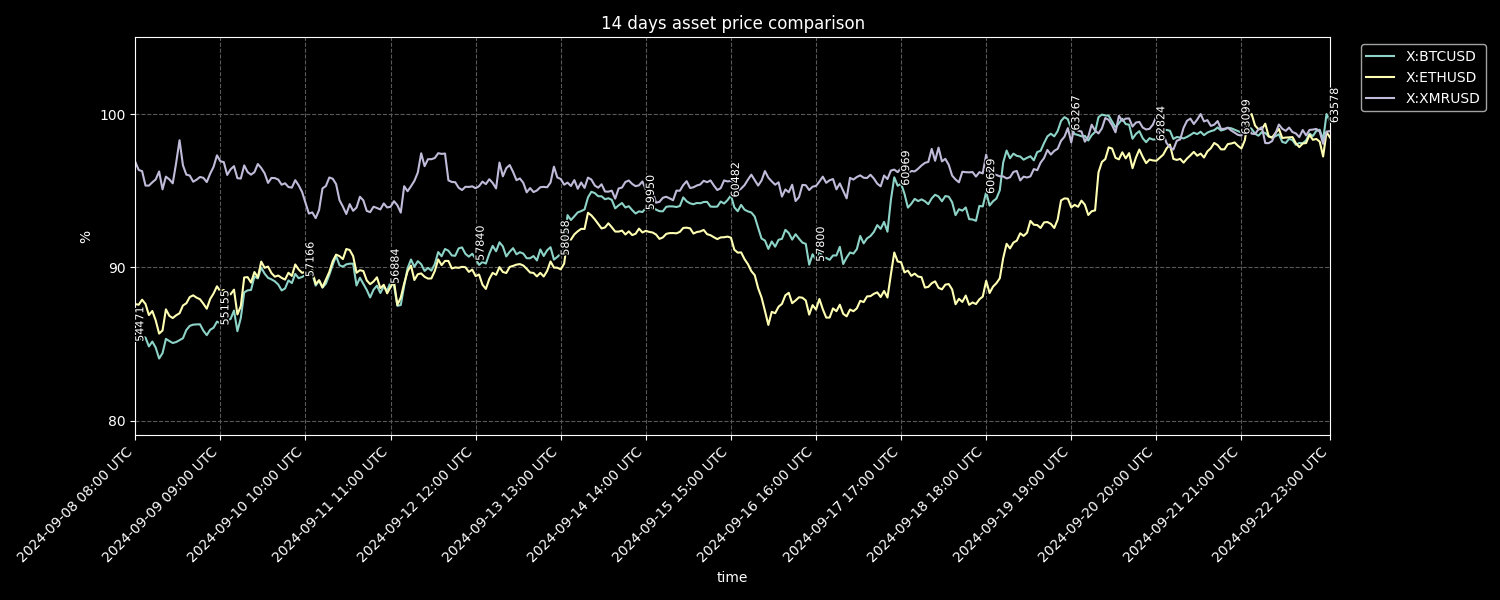 14 days asset price comparison
X:BTCUSD
X:ETHUSD
X:XMRUSD
100
90
80
%
54471
55155
57166
56884
57840
58058
59950
60482
57800
60969
60629
63267
62824
63099
63578
2024-09-08 08:00 UTC
2024-09-09 09:00 UTC
2024-09-10 10:00 UTC
2024-09-11 11:00 UTC
2024-09-12 12:00 UTC
2024-09-13 13:00 UTC
2024-09-14 14:00 UTC
2024-09-15 15:00 UTC
2024-09-16 16:00 UTC
2024-09-17 17:00 UTC
2024-09-18 18:00 UTC
2024-09-19 19:00 UTC
2024-09-20 20:00 UTC
2024-09-21 21:00 UTC
2024-09-22 23:00 UTC
time